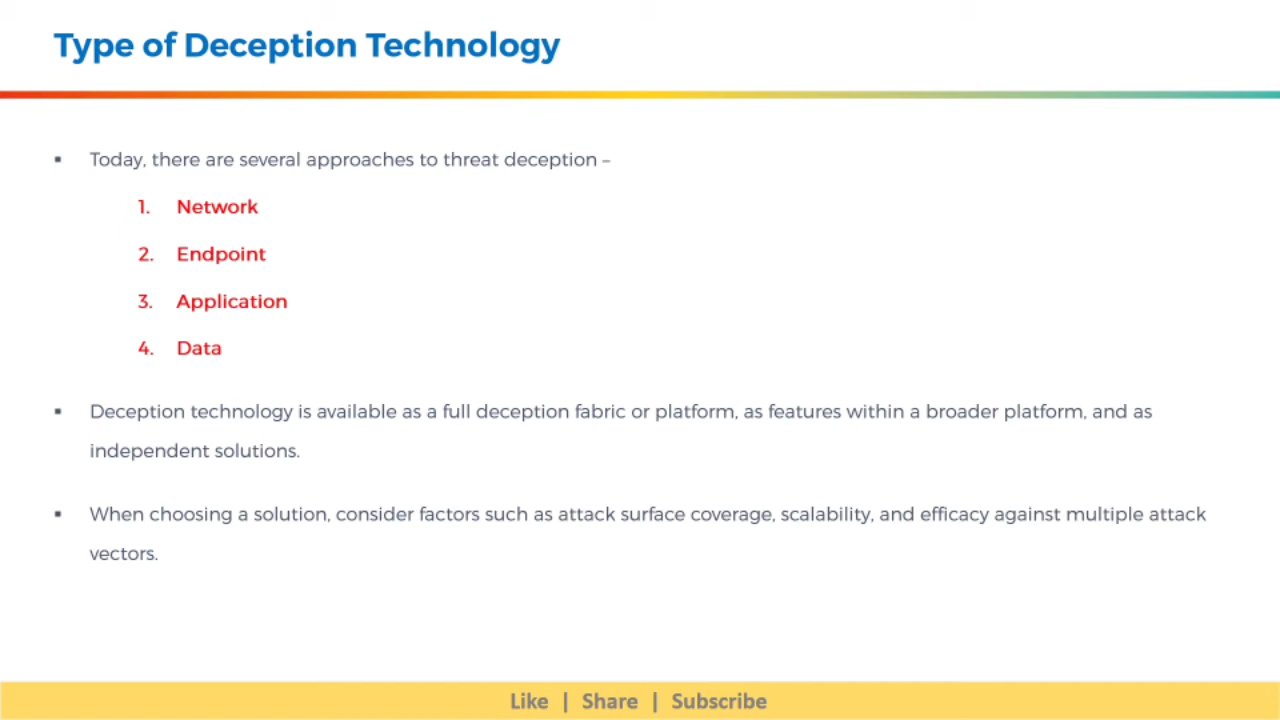 Type of Deception Technology
▪ Today, there are several approaches to threat deception –
1. Network
2. Endpoint
3. Application
4. Data
▪ Deception technology is available as a full deception fabric or platform, as features within a broader platform, and as
independent solutions.
▪ When choosing a solution, consider factors such as attack surface coverage, scalability, and efficacy against multiple attack
vectors.
Like | Share | Subscribe